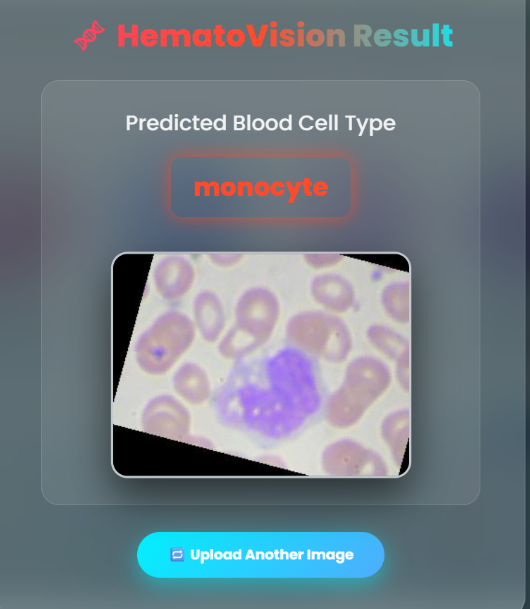 HematoVision Result
Predicted Blood Cell Type
monocyte
Upload Another Image